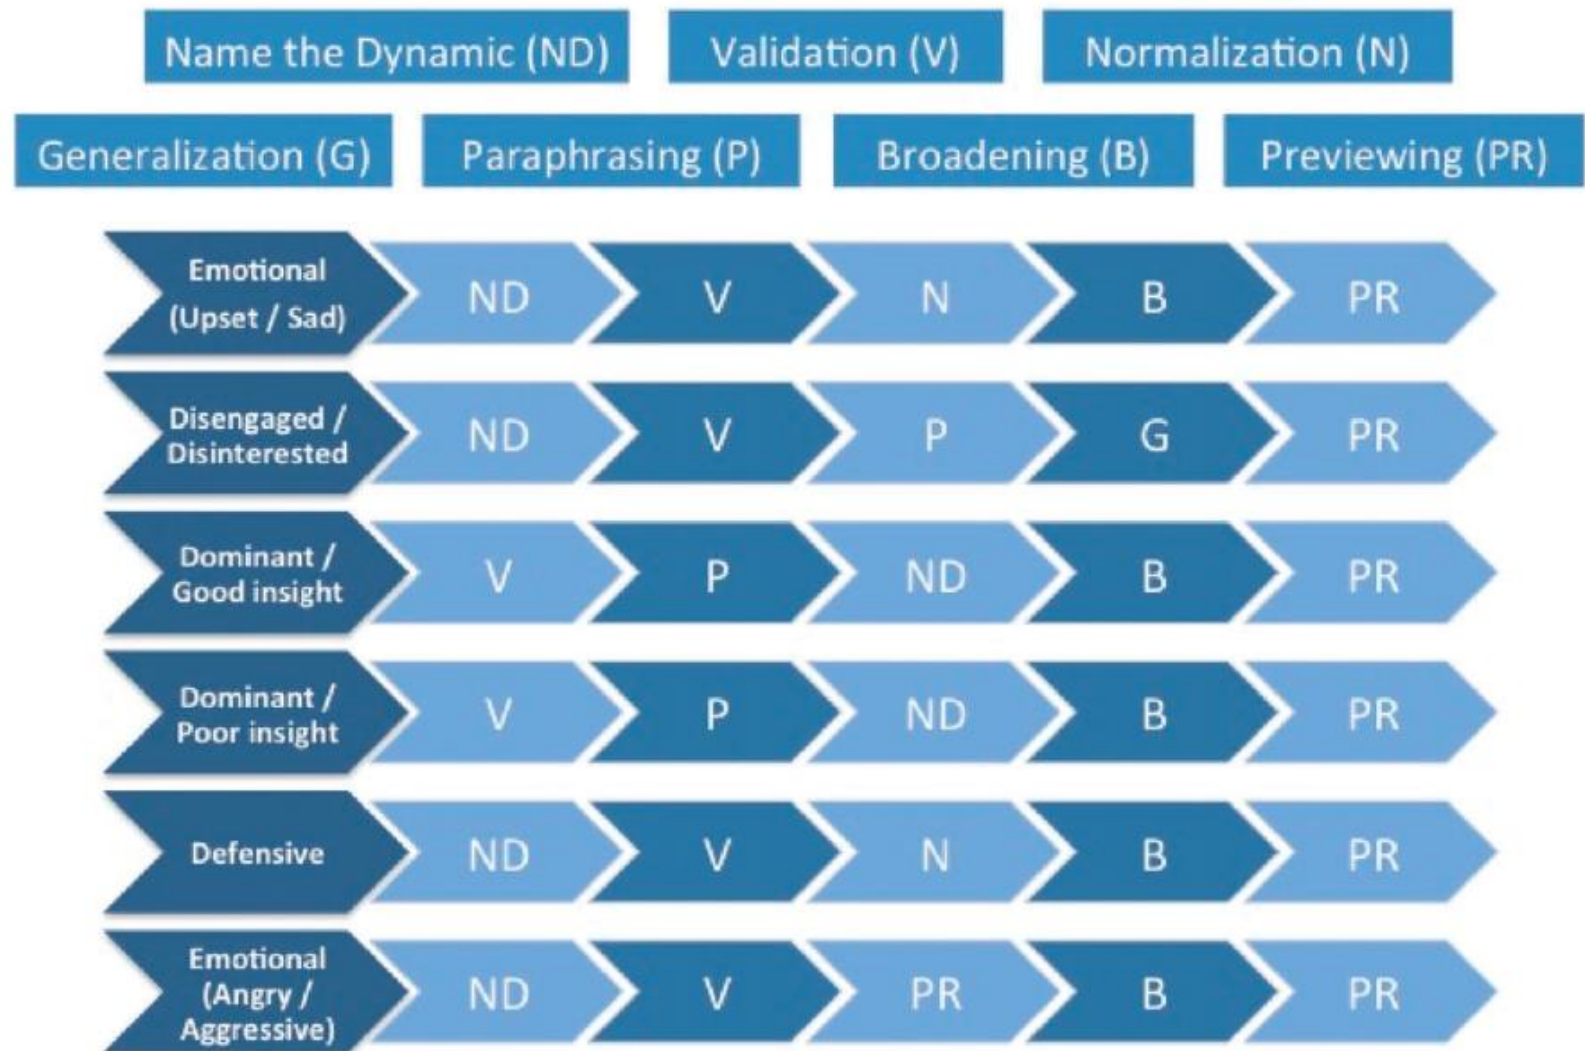 Name the Dynamic (ND) Validation (V) Normalization (N)
Generalization (G) Paraphrasing (P) Broadening (B) Previewing (PR)
Emotional
(Upset / Sad)
ND V N B PR
Disengaged /
Disinterested
ND V P G PR
Dominant /
Good insight
V P ND B PR
Dominant /
Poor insight
V P ND B PR
Defensive ND V N B PR
Emotional
(Angry /
Aggressive)
ND V PR B PR